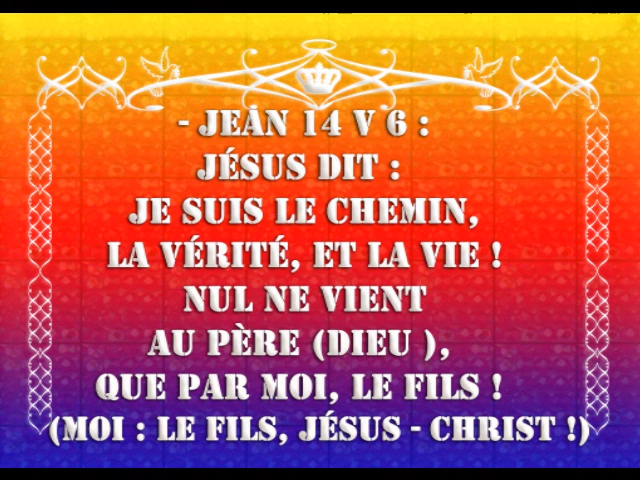 - JEAN 14 V 6 :
JÉSUS DIT :
JE SUIS LE CHEMIN,
LA VÉRITÉ, ET LA VIE !
NUL NE VIENT
AU PÈRE (DIEU ),
QUE PAR MOI, LE FILS !
(MOI : LE FILS, JÉSUS - CHRIST !)